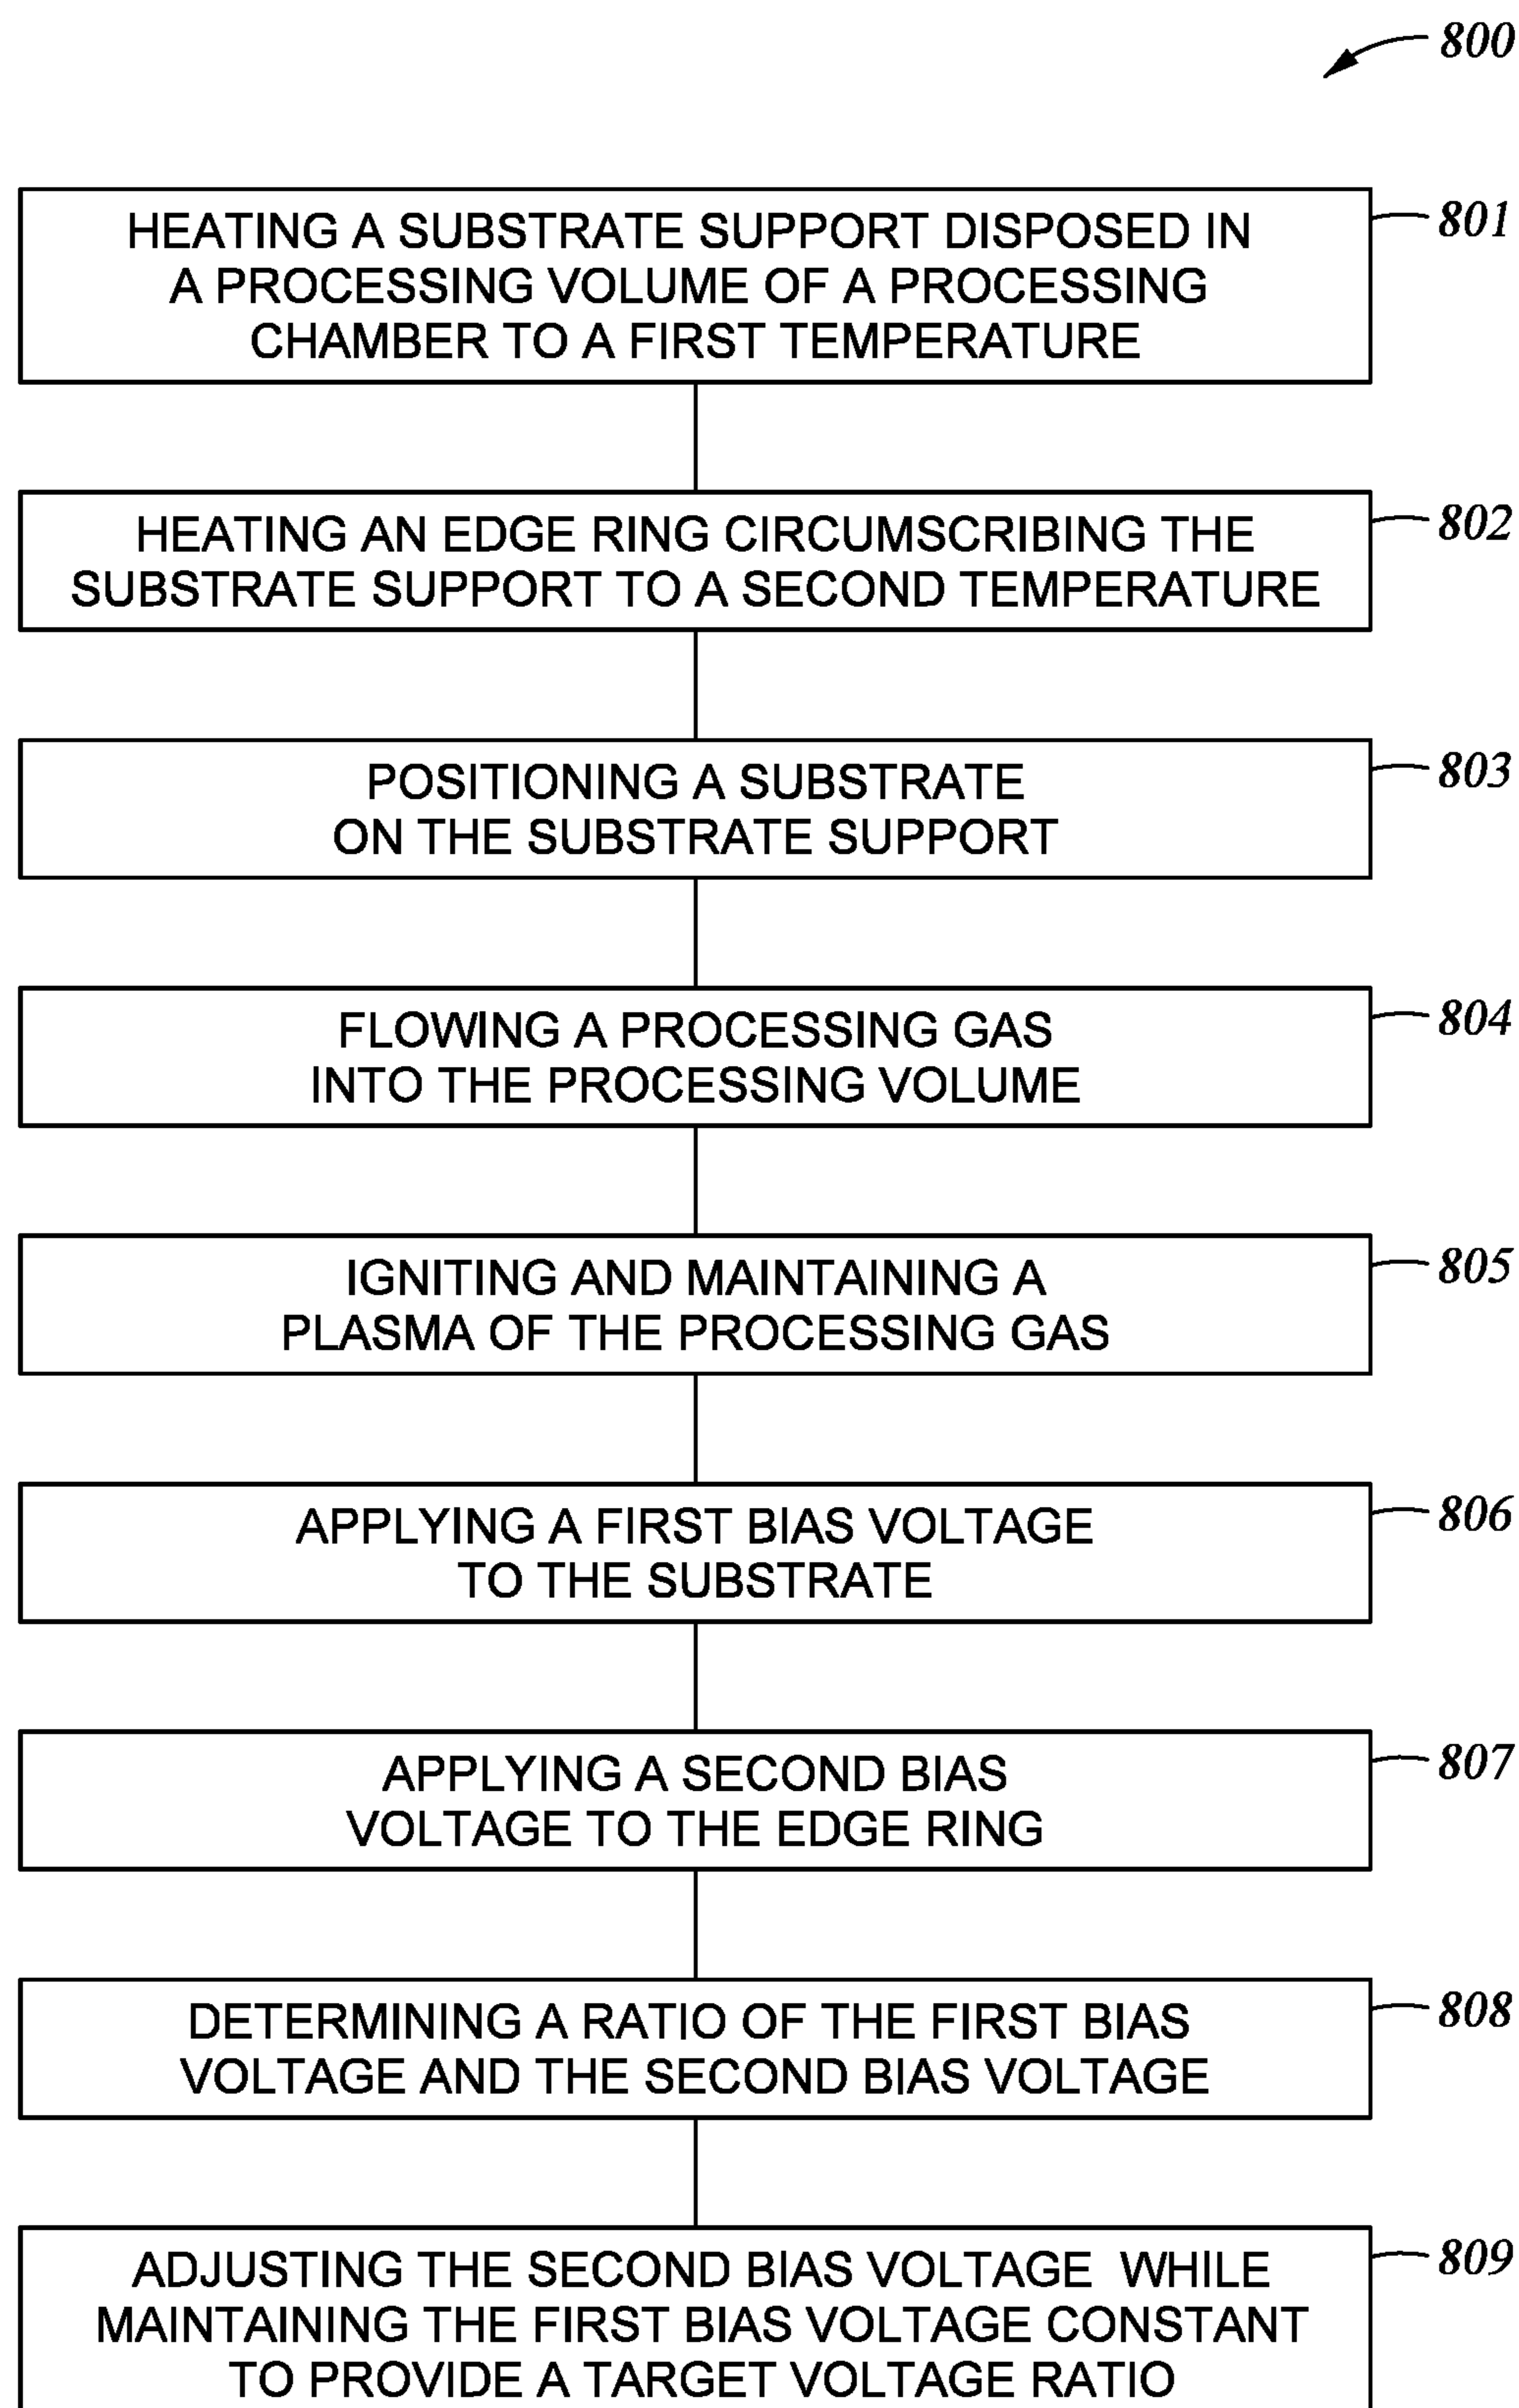 800
HEATING A SUBSTRATE SUPPORT DISPOSED IN
A PROCESSING VOLUME OF A PROCESSING
CHAMBER TO A FIRST TEMPERATURE
801
HEATING AN EDGE RING CIRCUMSCRIBING THE
SUBSTRATE SUPPORT TO A SECOND TEMPERATURE
802
POSITIONING A SUBSTRATE
ON THE SUBSTRATE SUPPORT
803
FLOWING A PROCESSING GAS
INTO THE PROCESSING VOLUME
804
IGNITING AND MAINTAINING A
PLASMA OF THE PROCESSING GAS
805
APPLYING A FIRST BIAS VOLTAGE
TO THE SUBSTRATE
806
APPLYING A SECOND BIAS
VOLTAGE TO THE EDGE RING
807
DETERMINING A RATIO OF THE FIRST BIAS
VOLTAGE AND THE SECOND BIAS VOLTAGE
808
ADJUSTING THE SECOND BIAS VOLTAGE WHILE
MAINTAINING THE FIRST BIAS VOLTAGE CONSTANT
TO PROVIDE A TARGET VOLTAGE RATIO
809